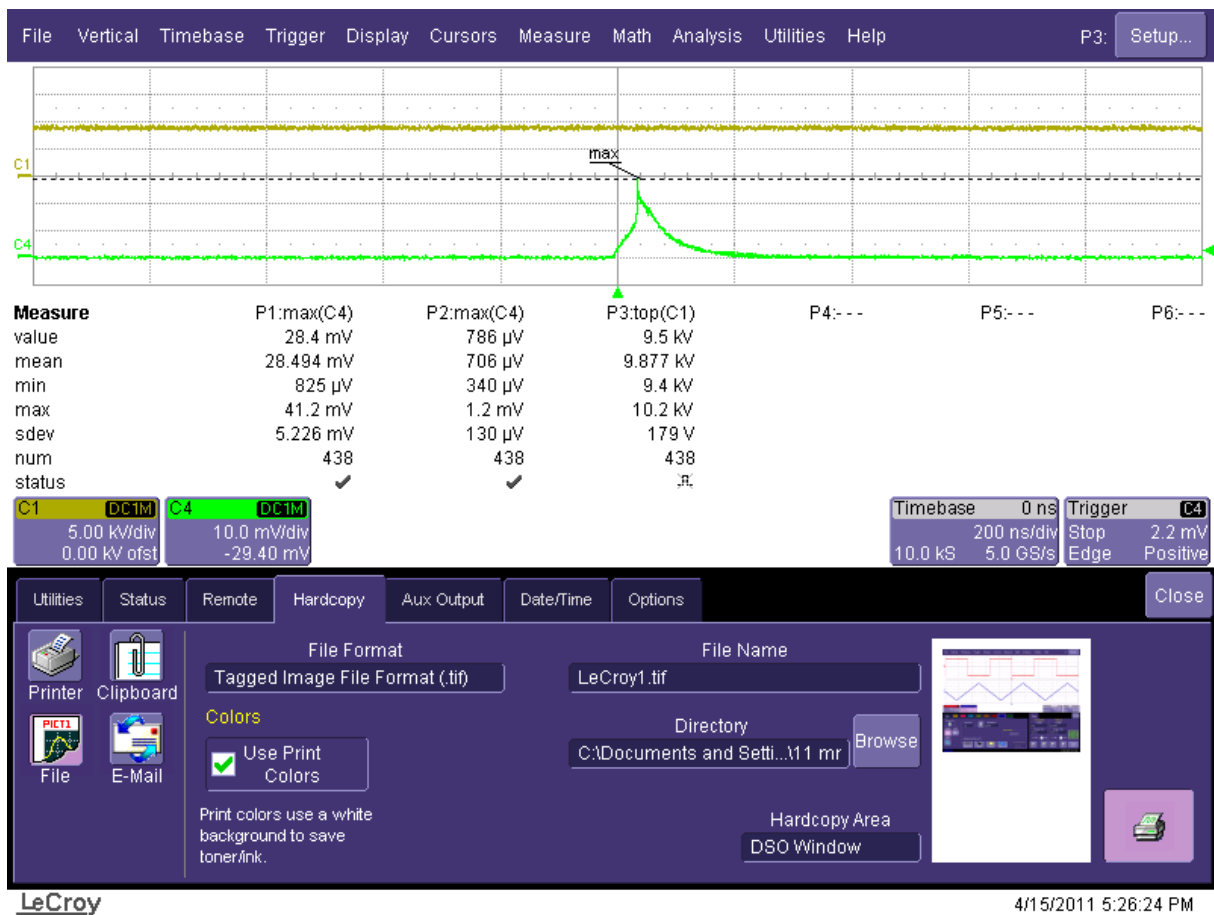 File Vertical Timebase Trigger Display Cursors Measure Math Analysis Utilities Help P3: Setup...
max
C1
C4
Measure P1:max(C4) P2:max(C4) P3:top(C1) P4:- - - P5:- - - P6:- - -
value 28.4 mV 786 µV 9.5 kV
mean 28.494 mV 706 µV 9.877 kV
min 825 µV 340 µV 9.4 kV
max 41.2 mV 1.2 mV 10.2 kV
sdev 5.226 mV 130 µV 179 V
num 438 438 438
status
C1 DC1M C4 DC1M Timebase 0 ns Trigger C4
5.00 kV/div 10.0 mV/div 200 ns/div Stop 2.2 mV
0.00 kV ofst -29.40 mV 10.0 kS 5.0 GS/s Edge Positive
Utilities Status Remote Hardcopy Aux Output Date/Time Options Close
File Format File Name
Printer Clipboard Tagged Image File Format (.tif) LeCroy1.tif
Colors Directory
PICT1
Use Print Colors C:\Documents and Setti...\11 mr Browse
File E-Mail
Print colors use a white
background to save
toner/ink.
Hardcopy Area
DSO Window
LeCroy 4/15/2011 5:26:24 PM